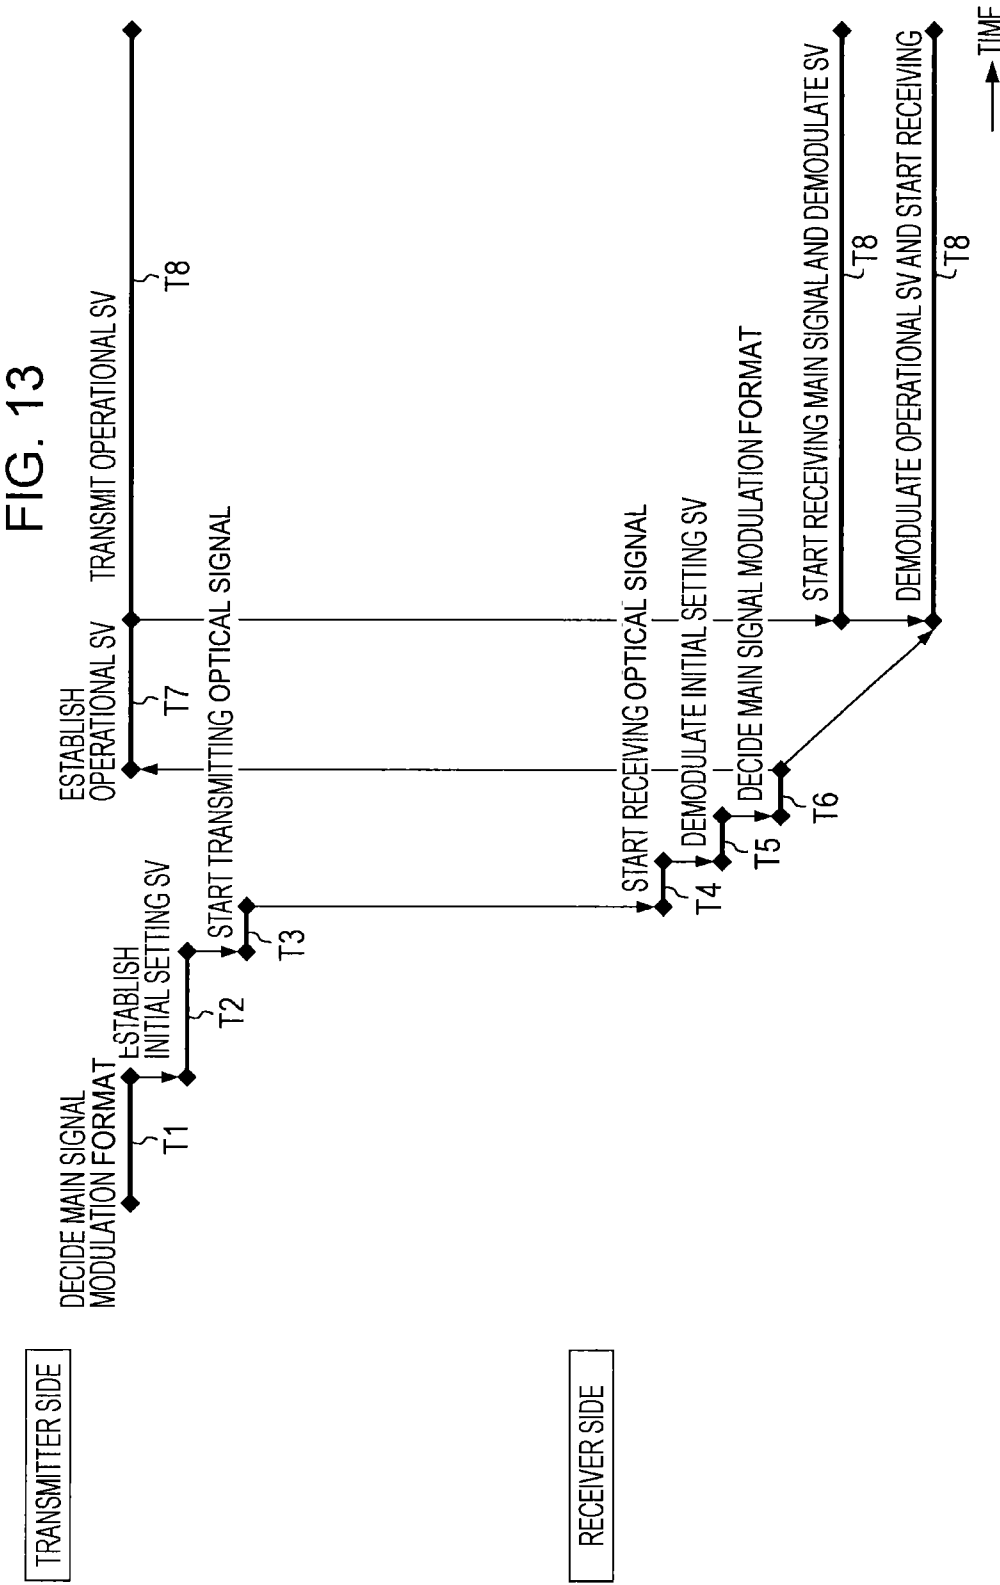 FIG. 13
TRANSMITTER SIDE
DECIDE MAIN SIGNAL
MODULATION FORMAT
T1
ESTABLISH
INITIAL SETTING SV
T2
START TRANSMITTING OPTICAL SIGNAL
T3
ESTABLISH
OPERATIONAL SV
T7
TRANSMIT OPERATIONAL SV
T8
RECEIVER SIDE
START RECEIVING OPTICAL SIGNAL
T4
DEMODULATE INITIAL SETTING SV
T5
DECIDE MAIN SIGNAL MODULATION FORMAT
T6
START RECEIVING MAIN SIGNAL AND DEMODULATE SV
T8
DEMODULATE OPERATIONAL SV AND START RECEIVING
T8
TIME